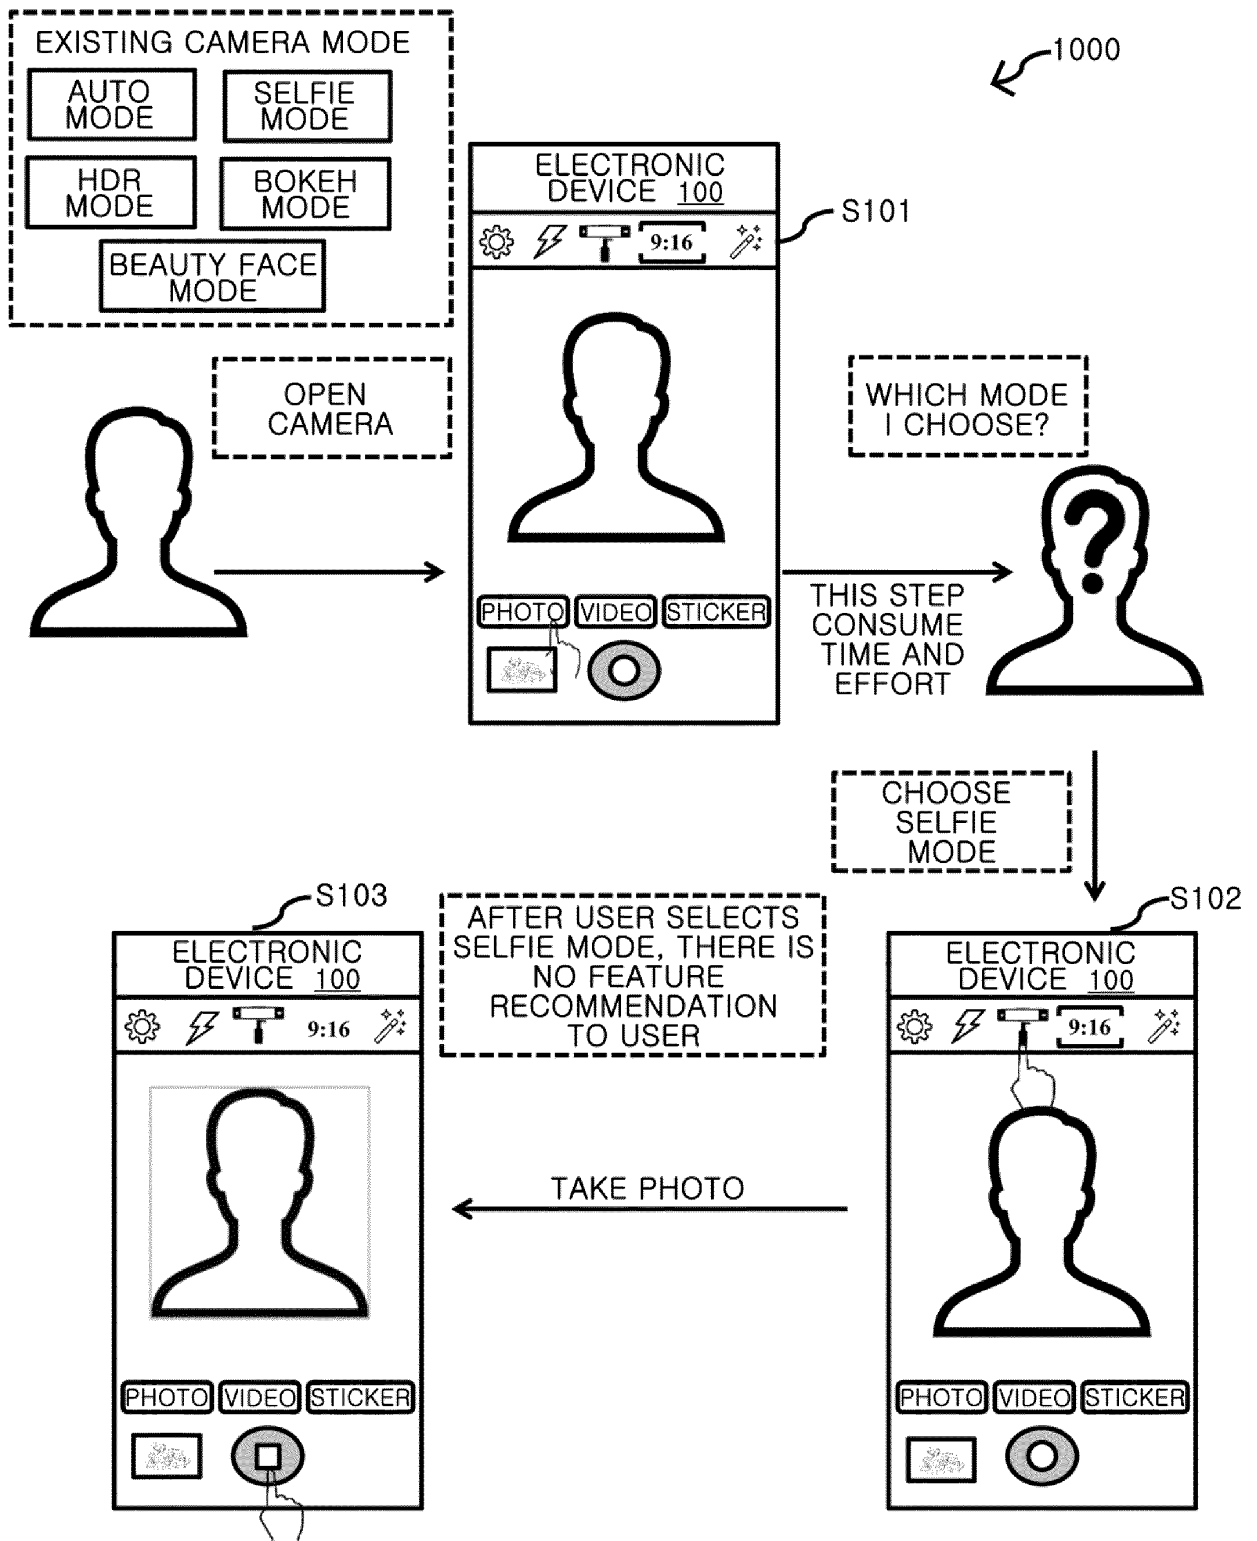 EXISTING CAMERA MODE
AUTO
MODE
SELFIE
MODE
HDR
MODE
BOKEH
MODE
BEAUTY FACE
MODE
1000
ELECTRONIC
DEVICE 100
S101
9:16
OPEN
CAMERA
WHICH MODE
I CHOOSE?
?
PHOTO
VIDEO
STICKER
THIS STEP
CONSUME
TIME AND
EFFORT
CHOOSE
SELFIE
MODE
S102
ELECTRONIC
DEVICE 100
9:16
PHOTO
VIDEO
STICKER
AFTER USER SELECTS
SELFIE MODE, THERE IS
NO FEATURE
RECOMMENDATION
TO USER
TAKE PHOTO
S103
ELECTRONIC
DEVICE 100
9:16
PHOTO
VIDEO
STICKER